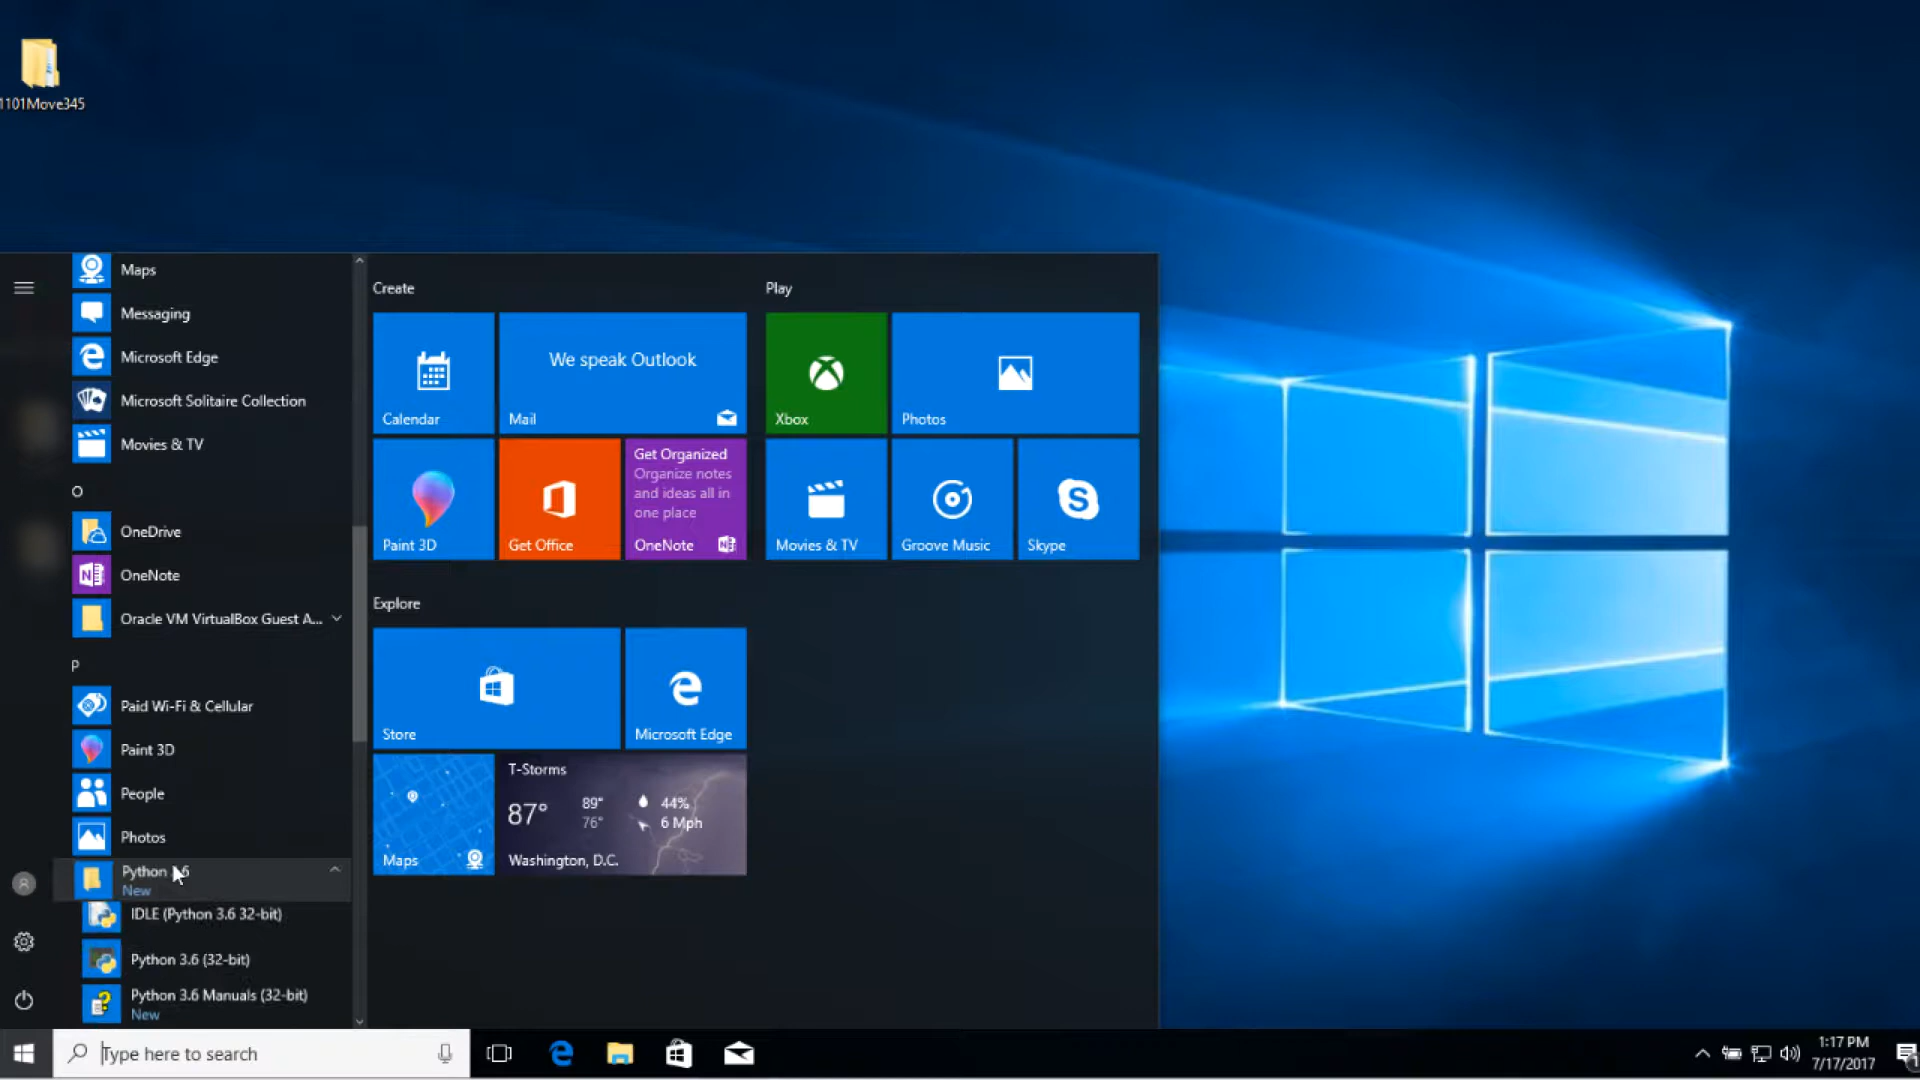 1101Move345
Maps
Messaging
Microsoft Edge
Microsoft Solitaire Collection
Movies & TV
O
OneDrive
OneNote
Oracle VM VirtualBox Guest A...
P
Paid Wi-Fi & Cellular
Paint 3D
People
Photos
Python 3.6
New
IDLE (Python 3.6 32-bit)
Python 3.6 (32-bit)
Python 3.6 Manuals (32-bit)
New
Create
Calendar
We speak Outlook
Mail
Paint 3D
Get Office
Get Organized
Organize notes
and ideas all in
one place
OneNote
Play
Xbox
Photos
Movies & TV
Groove Music
Skype
Explore
Store
Microsoft Edge
Maps
T-Storms
87° 89° 44%
76° 6 Mph
Washington, D.C.
Type here to search
1:17 PM
7/17/2017
1